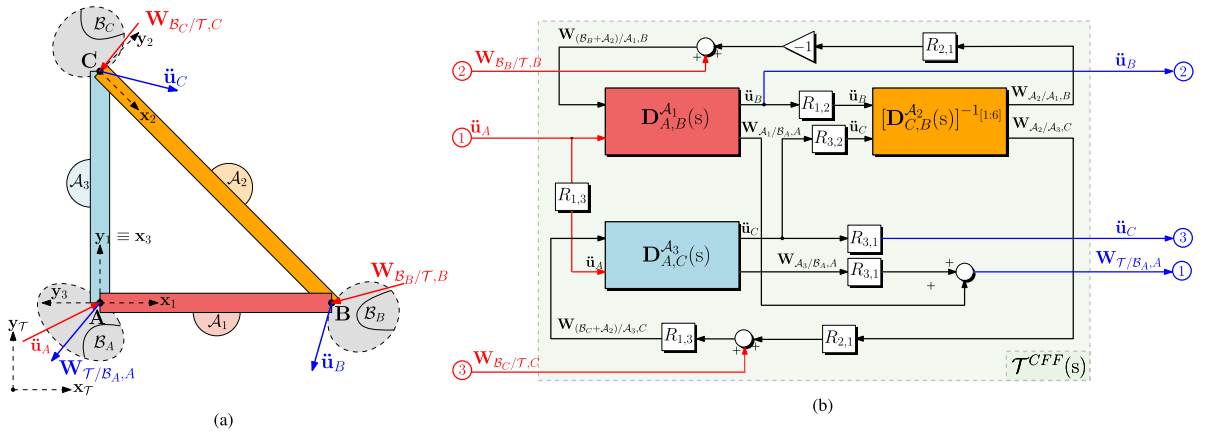 𝓑_C
W_{𝓑_C/𝓣,C}
y_2
C
ü_C
x_2
𝓐_3
𝓐_2
y_1 ≡ x_3
W_{𝓑_B/𝓣,B}
y_3
x_1
A
𝓐_1
B
𝓑_B
𝓑_A
ü_A
ü_B
y_𝓣
W_{𝓣/𝓑_A,A}
x_𝓣
(a)
W_{(𝓑_B+𝓐_2)/𝓐_1,B}
-1
R_{2,1}
+ +
2
W_{𝓑_B/𝓣,B}
ü_B
2
D^{𝓐_1}_{A,B}(s)
ü_B
R_{1,2}
ü_B
[D^{𝓐_2}_{C,B}(s)]^{-1_{[1:6]}}
W_{𝓐_2/𝓐_1,B}
1
ü_A
W_{𝓐_1/𝓑_A,A}
R_{3,2}
ü_C
W_{𝓐_2/𝓐_3,C}
R_{1,3}
D^{𝓐_3}_{A,C}(s)
ü_C
R_{3,1}
ü_C
3
ü_A
W_{𝓐_3/𝓑_A,A}
R_{3,1}
+
+
W_{𝓣/𝓑_A,A}
1
W_{(𝓑_C+𝓐_2)/𝓐_3,C}
R_{1,3}
+ +
R_{2,1}
3
W_{𝓑_C/𝓣,C}
𝓣^{CFF}(s)
(b)